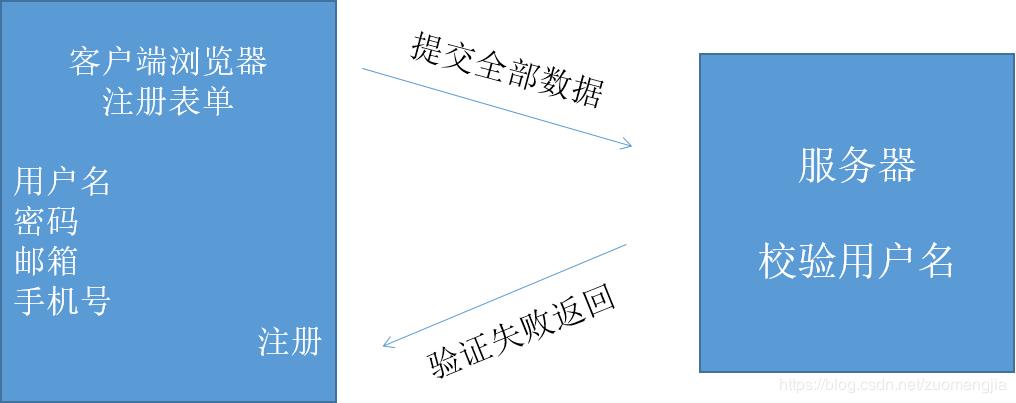 客户端浏览器
注册表单
用户名
密码
邮箱
手机号
注册
提交全部数据
验证失败返回
服务器
校验用户名
https://blog.csdn.net/zuomengjia